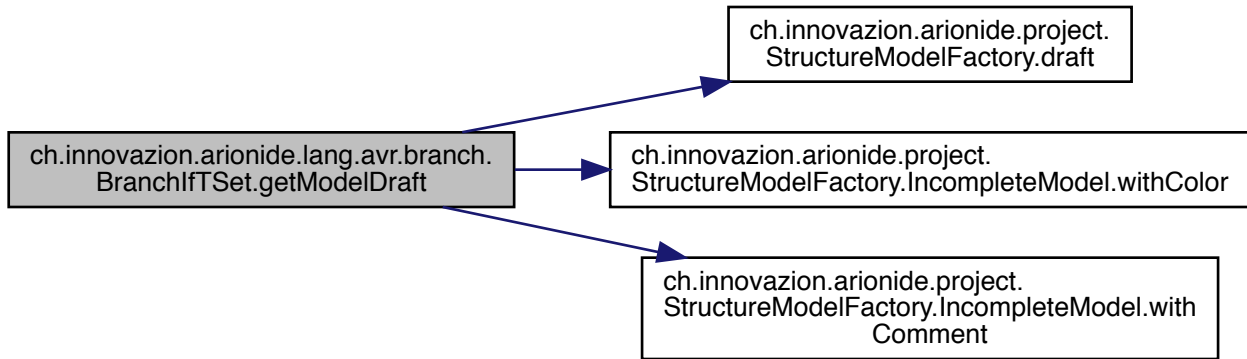 ch.innovazion.arionide.project.
StructureModelFactory.draft
ch.innovazion.arionide.lang.avr.branch.
BranchIfTSet.getModelDraft
ch.innovazion.arionide.project.
StructureModelFactory.IncompleteModel.withColor
ch.innovazion.arionide.project.
StructureModelFactory.IncompleteModel.with
Comment